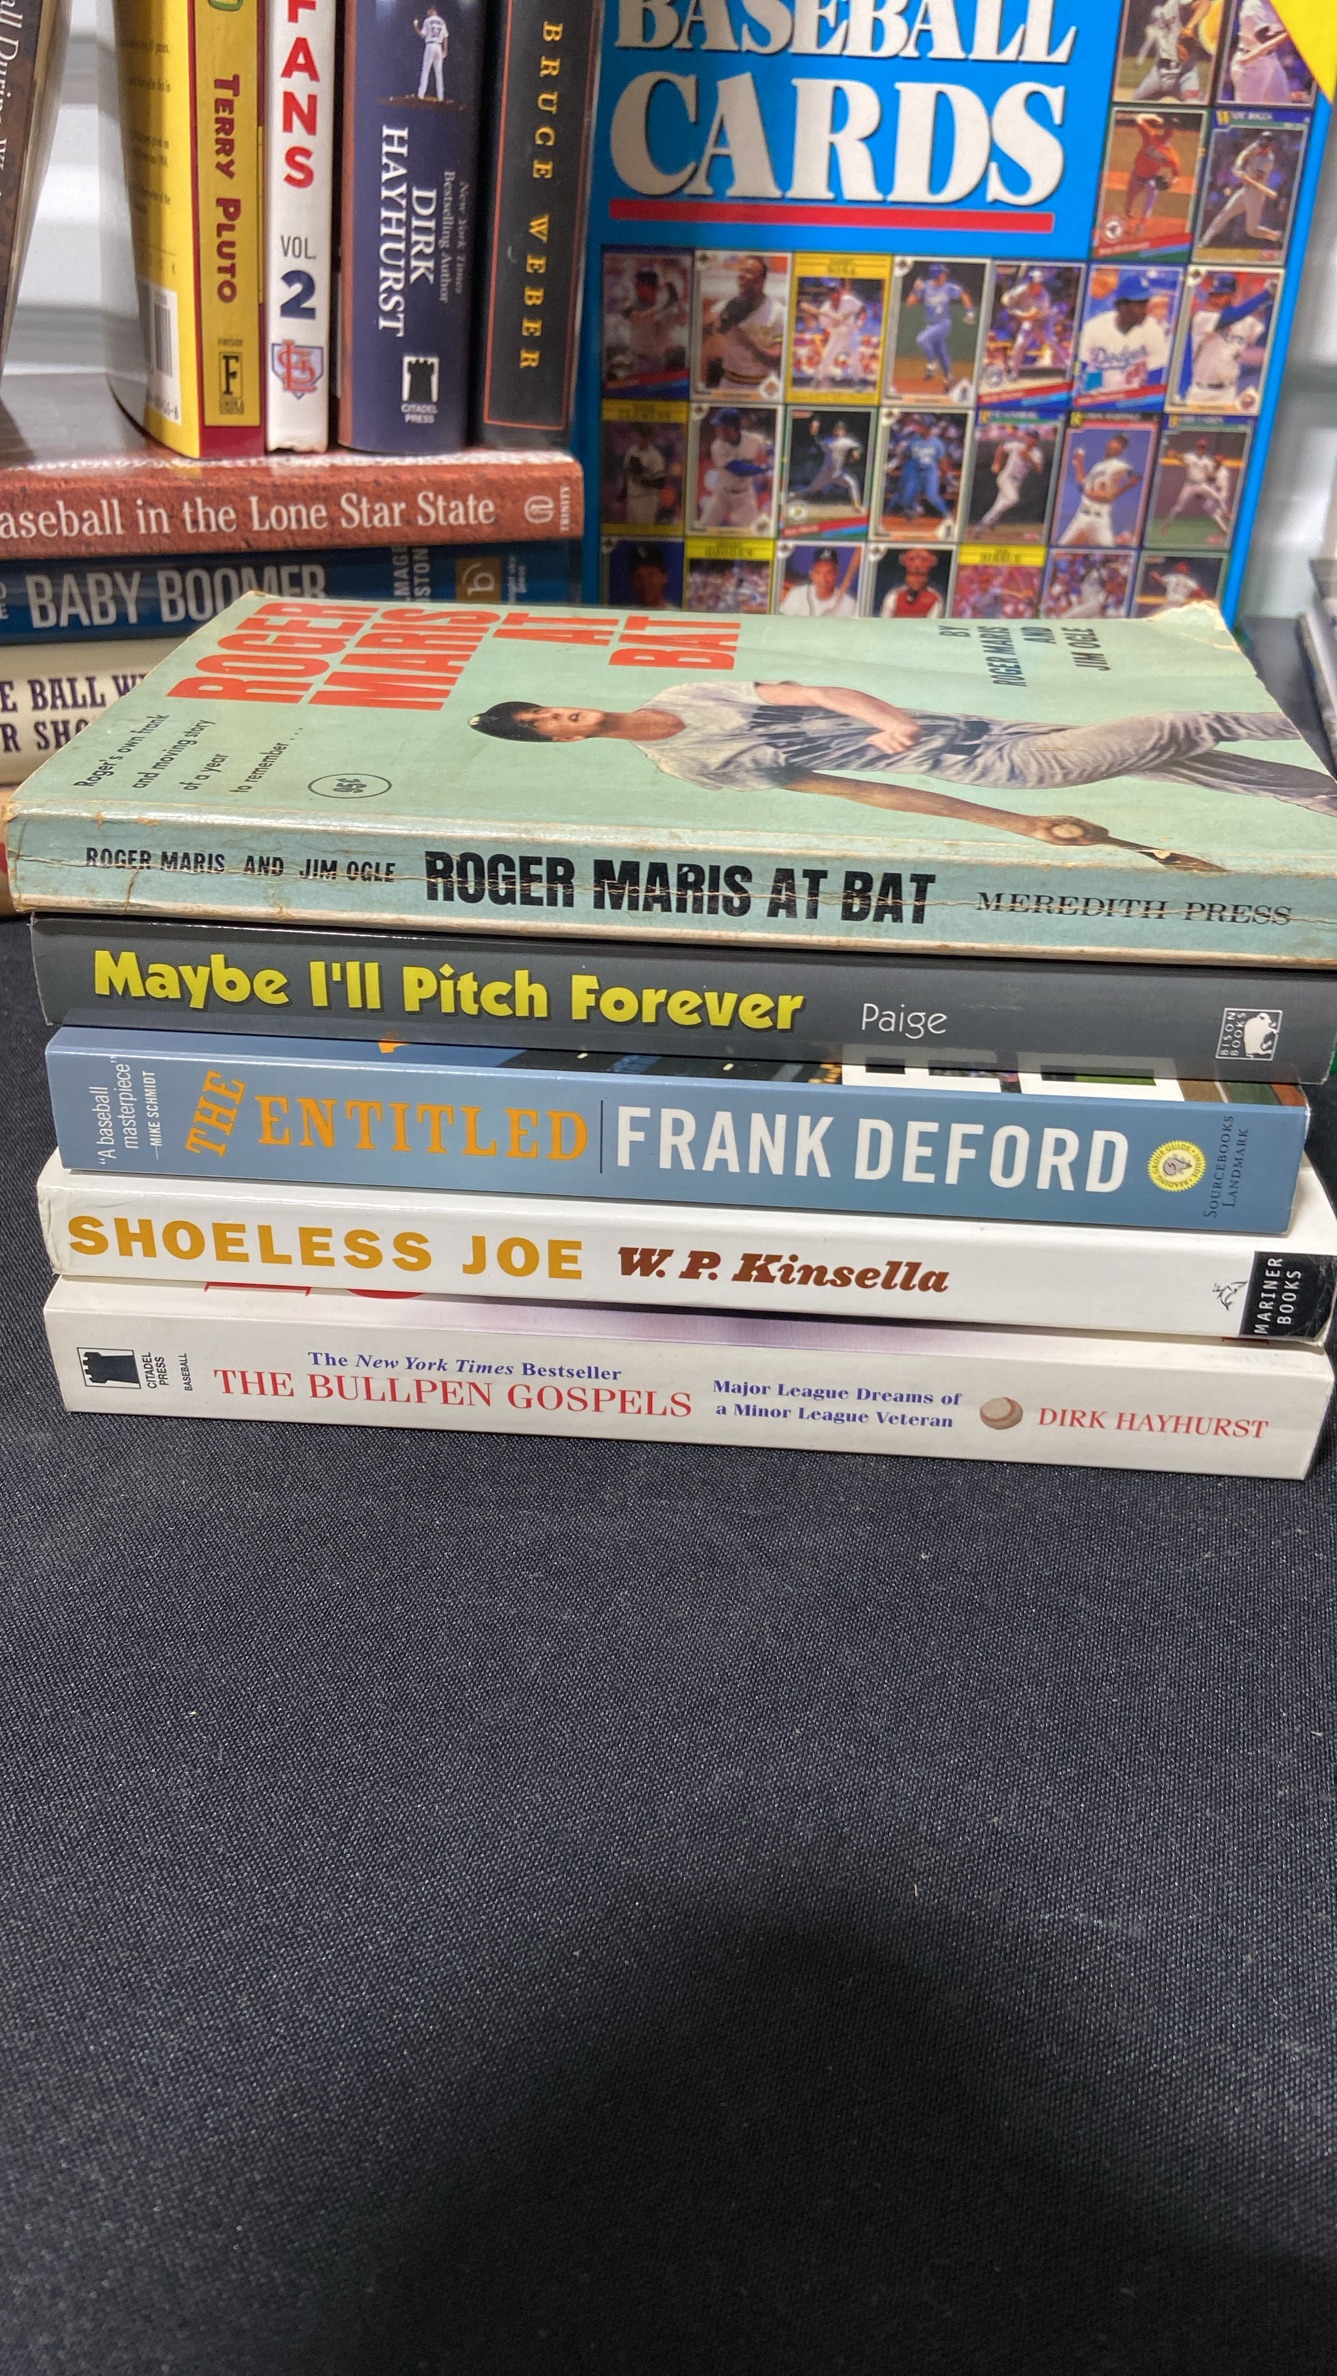 TERRY PLUTO
FANS
VOL.
2
New York Times
Bestselling Author
DIRK
HAYHURST
CITADEL
PRESS
BRUCE WEBER
BASEBALL
CARDS
Dodgers
aseball in the Lone Star State
TRINITY
BABY BOOMER
E BALL
R SHO
ROGER
MARIS
AT
BAT
BY
ROGER MARIS
AND
JIM OGLE
Roger's own frank
and moving story
of a year
to remember . . .
95¢
ROGER MARIS AND JIM OGLE ROGER MARIS AT BAT MEREDITH PRESS
Maybe I'll Pitch Forever Paige BISON BOOKS
"A baseball
masterpiece"
—MIKE SCHMIDT
THE ENTITLED FRANK DEFORD
SOURCEBOOKS
LANDMARK
SHOELESS JOE W. P. Kinsella
MARINER
BOOKS
CITADEL
PRESS
BASEBALL
The New York Times Bestseller
THE BULLPEN GOSPELS
Major League Dreams of
a Minor League Veteran
DIRK HAYHURST